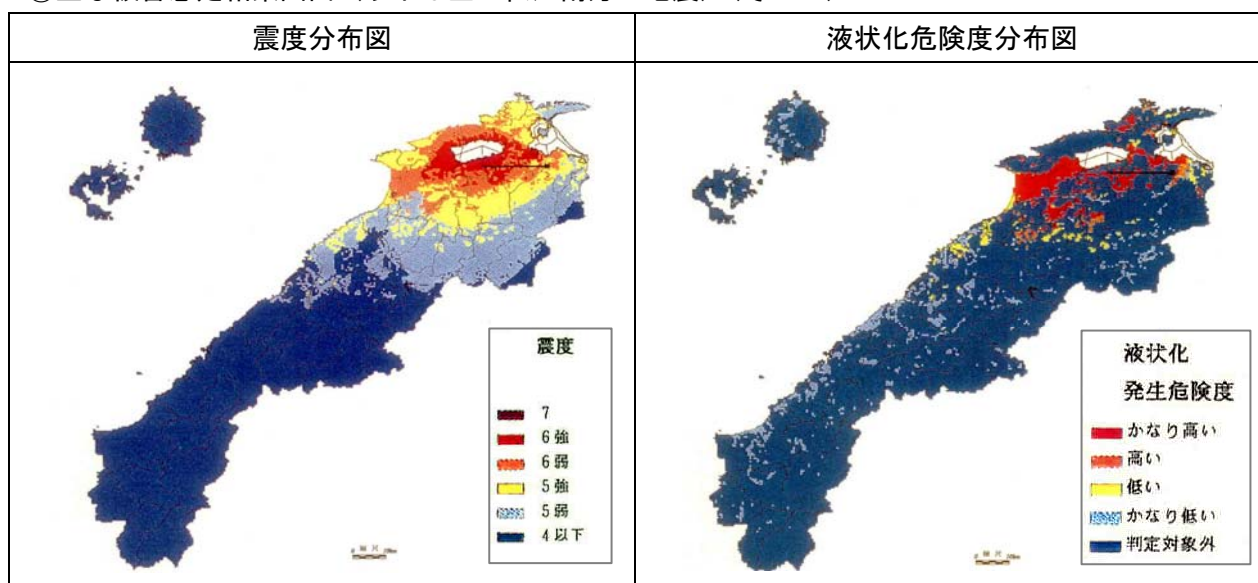 震度分布図
液状化危険度分布図
震度
7
6強
6弱
5強
5弱
4以下
液状化
発生危険度
かなり高い
高い
低い
かなり低い
判定対象外